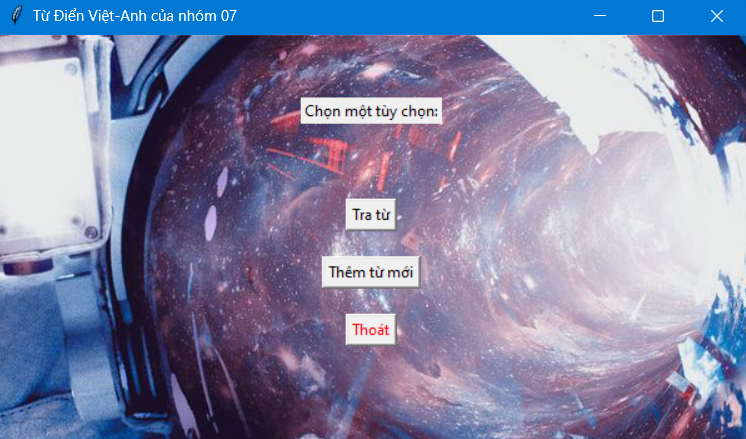 Từ Điển Việt-Anh của nhóm 07
Chọn một tùy chọn:
Tra từ
Thêm từ mới
Thoát